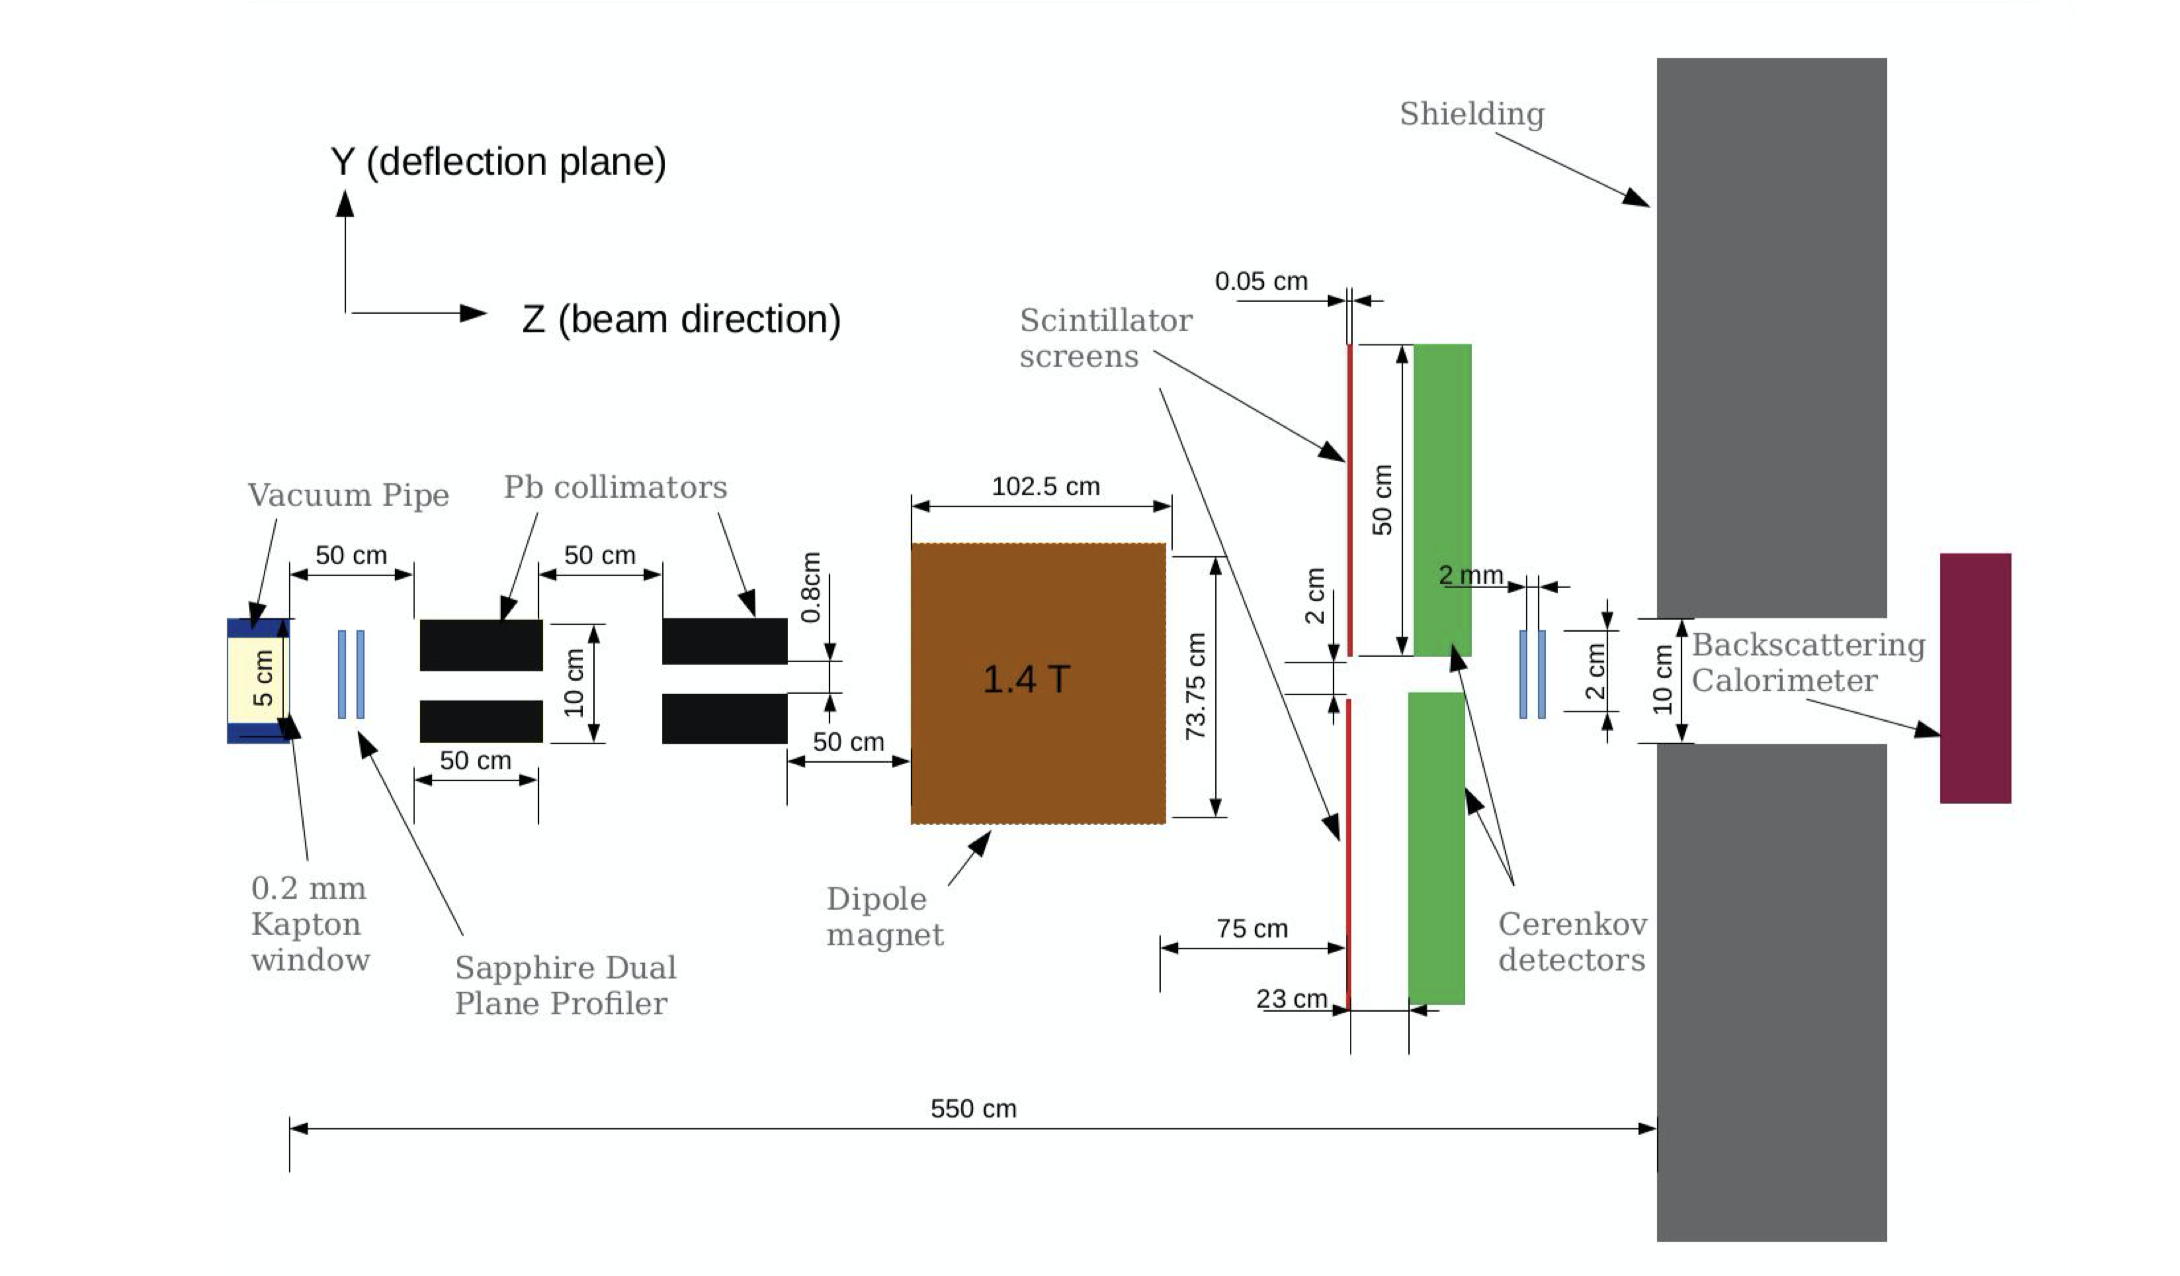 Shielding
Y (deflection plane)
0.05 cm
Z (beam direction)
Scintillator
screens
Vacuum Pipe
Pb collimators
102.5 cm
50 cm
50 cm
50 cm
0.8cm
2 mm
2 cm
5 cm
10 cm
1.4 T
73.75 cm
2 cm
10 cm
Backscattering
Calorimeter
50 cm
50 cm
0.2 mm
Kapton
window
Dipole
magnet
75 cm
Cerenkov
detectors
Sapphire Dual
Plane Profiler
23 cm
550 cm